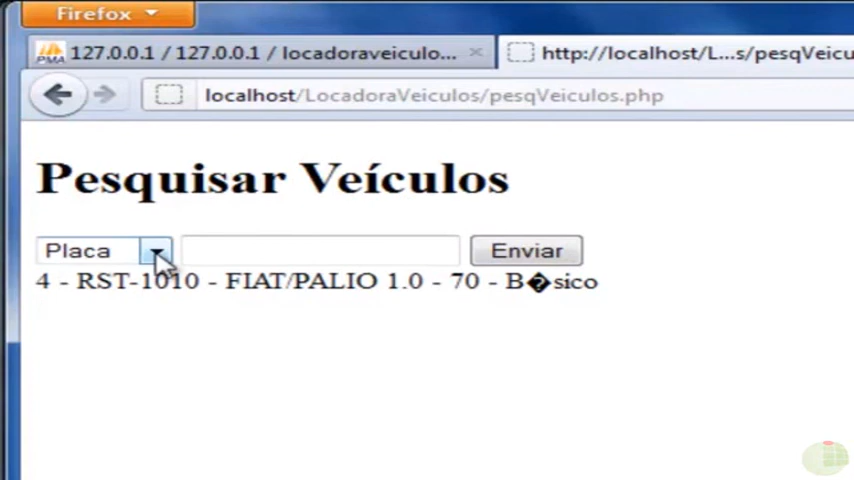 Firefox
PMA 127.0.0.1 / 127.0.0.1 / locadoraveiculo... http://localhost/L...s/pesqVeicu
localhost/LocadoraVeiculos/pesqVeiculos.php
Pesquisar Veículos
Placa Enviar
4 - RST-1010 - FIAT/PALIO 1.0 - 70 - B�sico